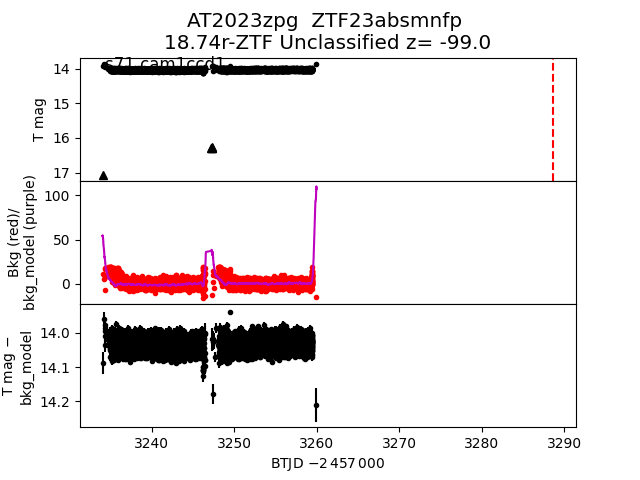 AT2023zpg  ZTF23absmnfp
18.74r-ZTF Unclassified z= -99.0
s71 cam1ccd1
14
15
16
17
T mag
100
50
0
Bkg (red)/
bkg_model (purple)
14.0
14.1
14.2
T mag −
bkg_model
3240
3250
3260
3270
3280
3290
BTJD −2 457 000